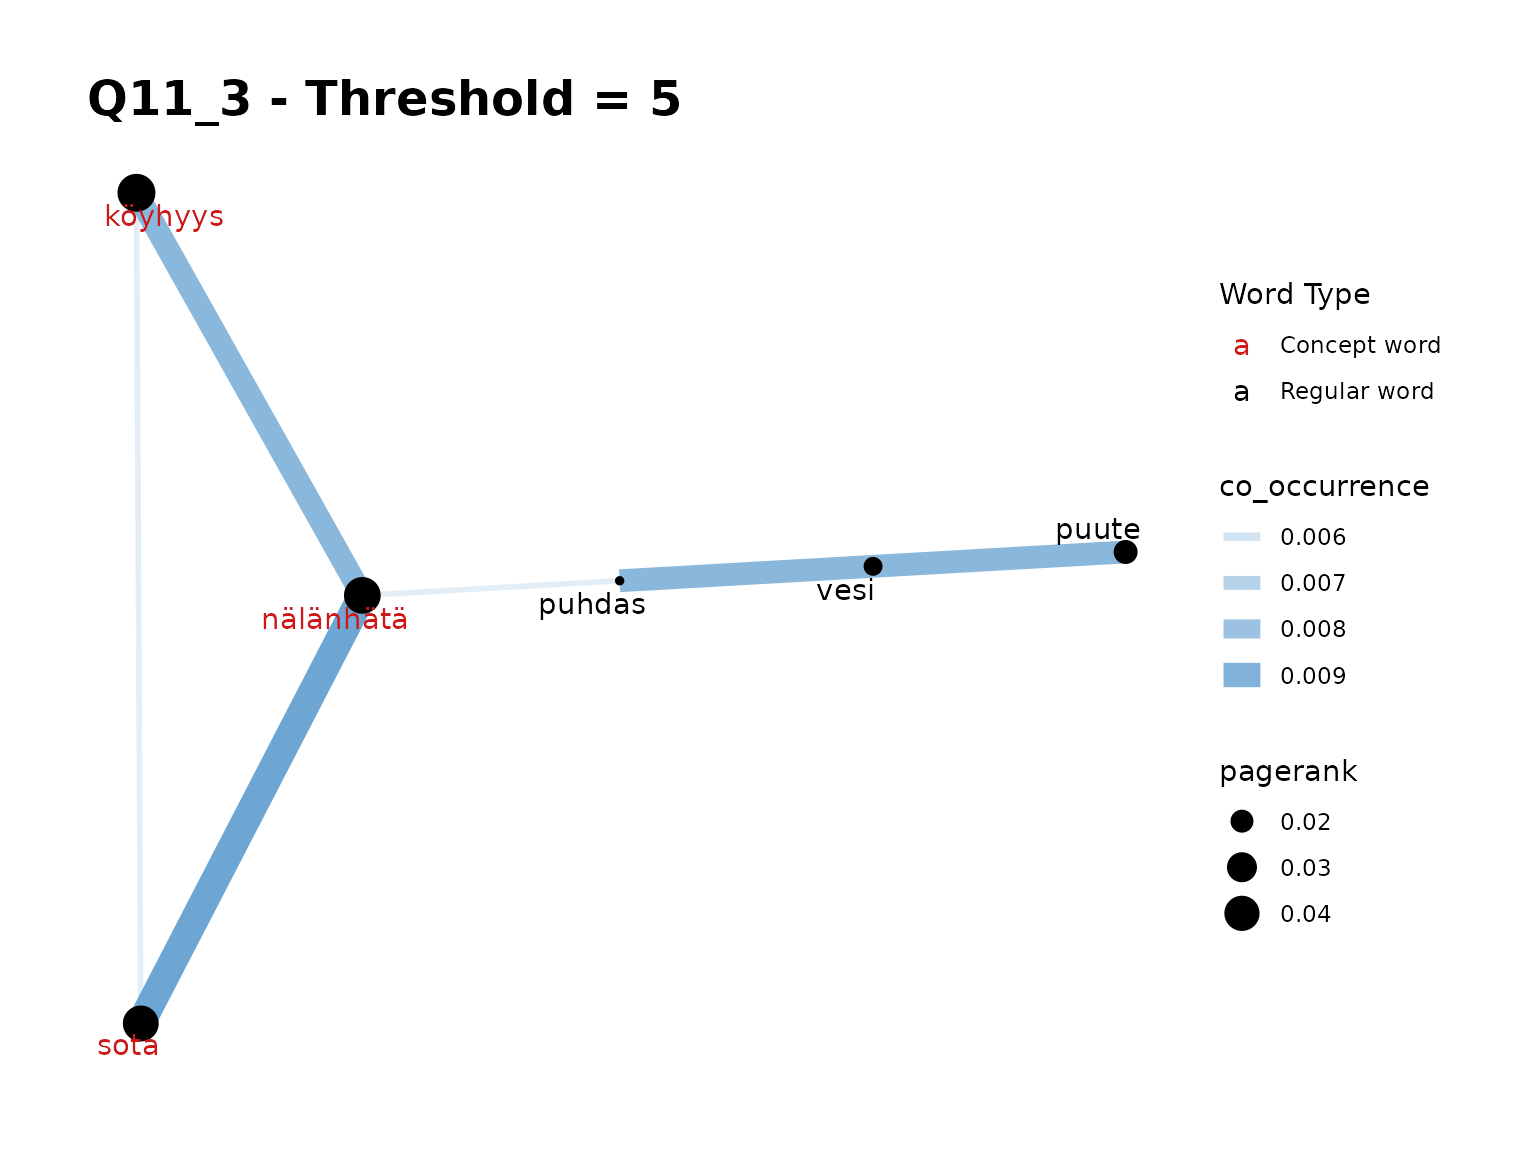 Q11_3 - Threshold = 5
köyhyys
nälänhätä
puhdas
vesi
puute
sota
Word Type
a Concept word
a Regular word
co_occurrence
0.006
0.007
0.008
0.009
pagerank
0.02
0.03
0.04